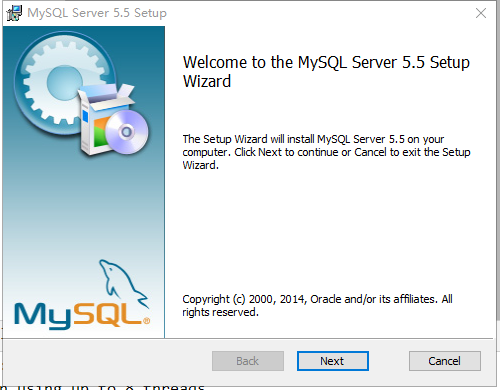 MySQL Server 5.5 Setup
Welcome to the MySQL Server 5.5 Setup
Wizard
The Setup Wizard will install MySQL Server 5.5 on your
computer. Click Next to continue or Cancel to exit the Setup
Wizard.
MySQL®
Copyright (c) 2000, 2014, Oracle and/or its affiliates. All
rights reserved.
Back Next Cancel
using up to 8 threads